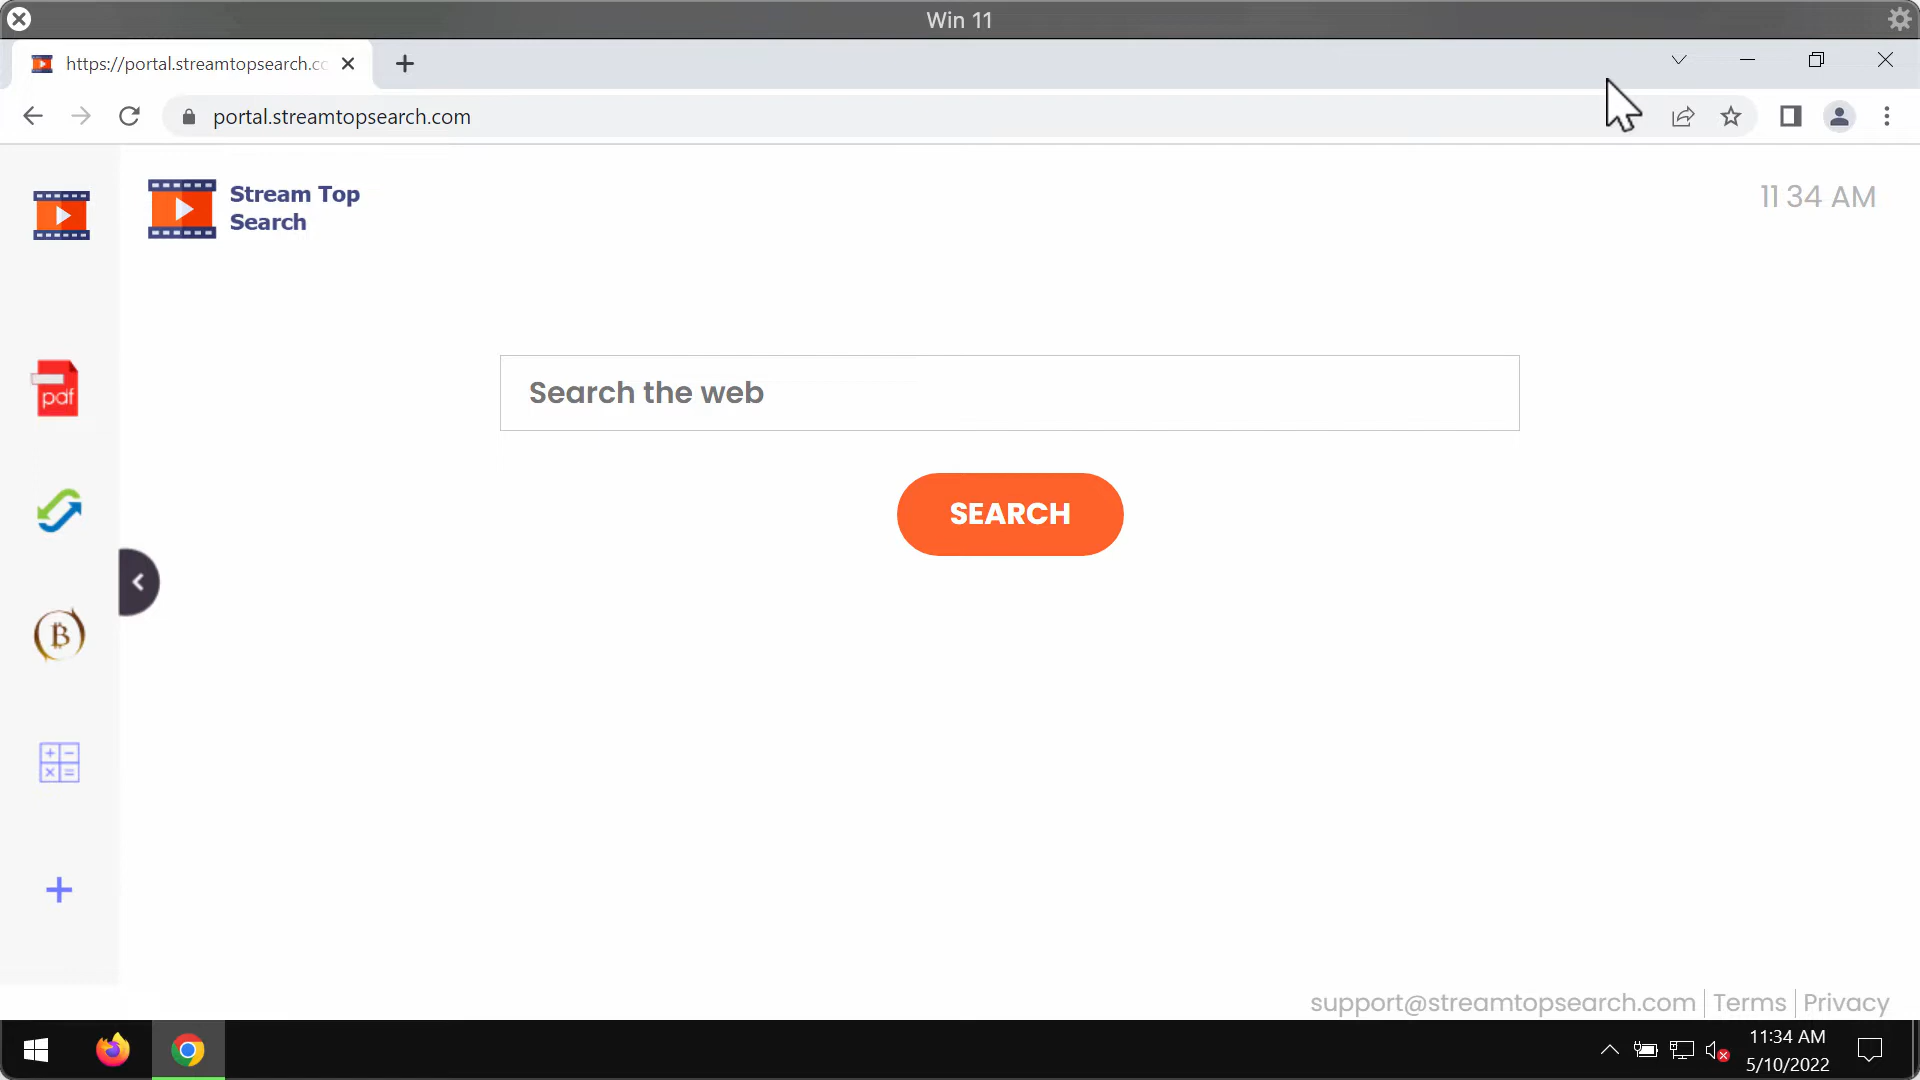 Win 11
https://portal.streamtopsearch.cc
portal.streamtopsearch.com
Stream Top
Search
11 34 AM
pdf
Search the web
SEARCH
support@streamtopsearch.com | Terms | Privacy
11:34 AM
5/10/2022